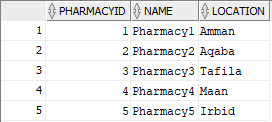 PHARMACYID NAME LOCATION
1 1 Pharmacy1 Amman
2 2 Pharmacy2 Aqaba
3 3 Pharmacy3 Tafila
4 4 Pharmacy4 Maan
5 5 Pharmacy5 Irbid